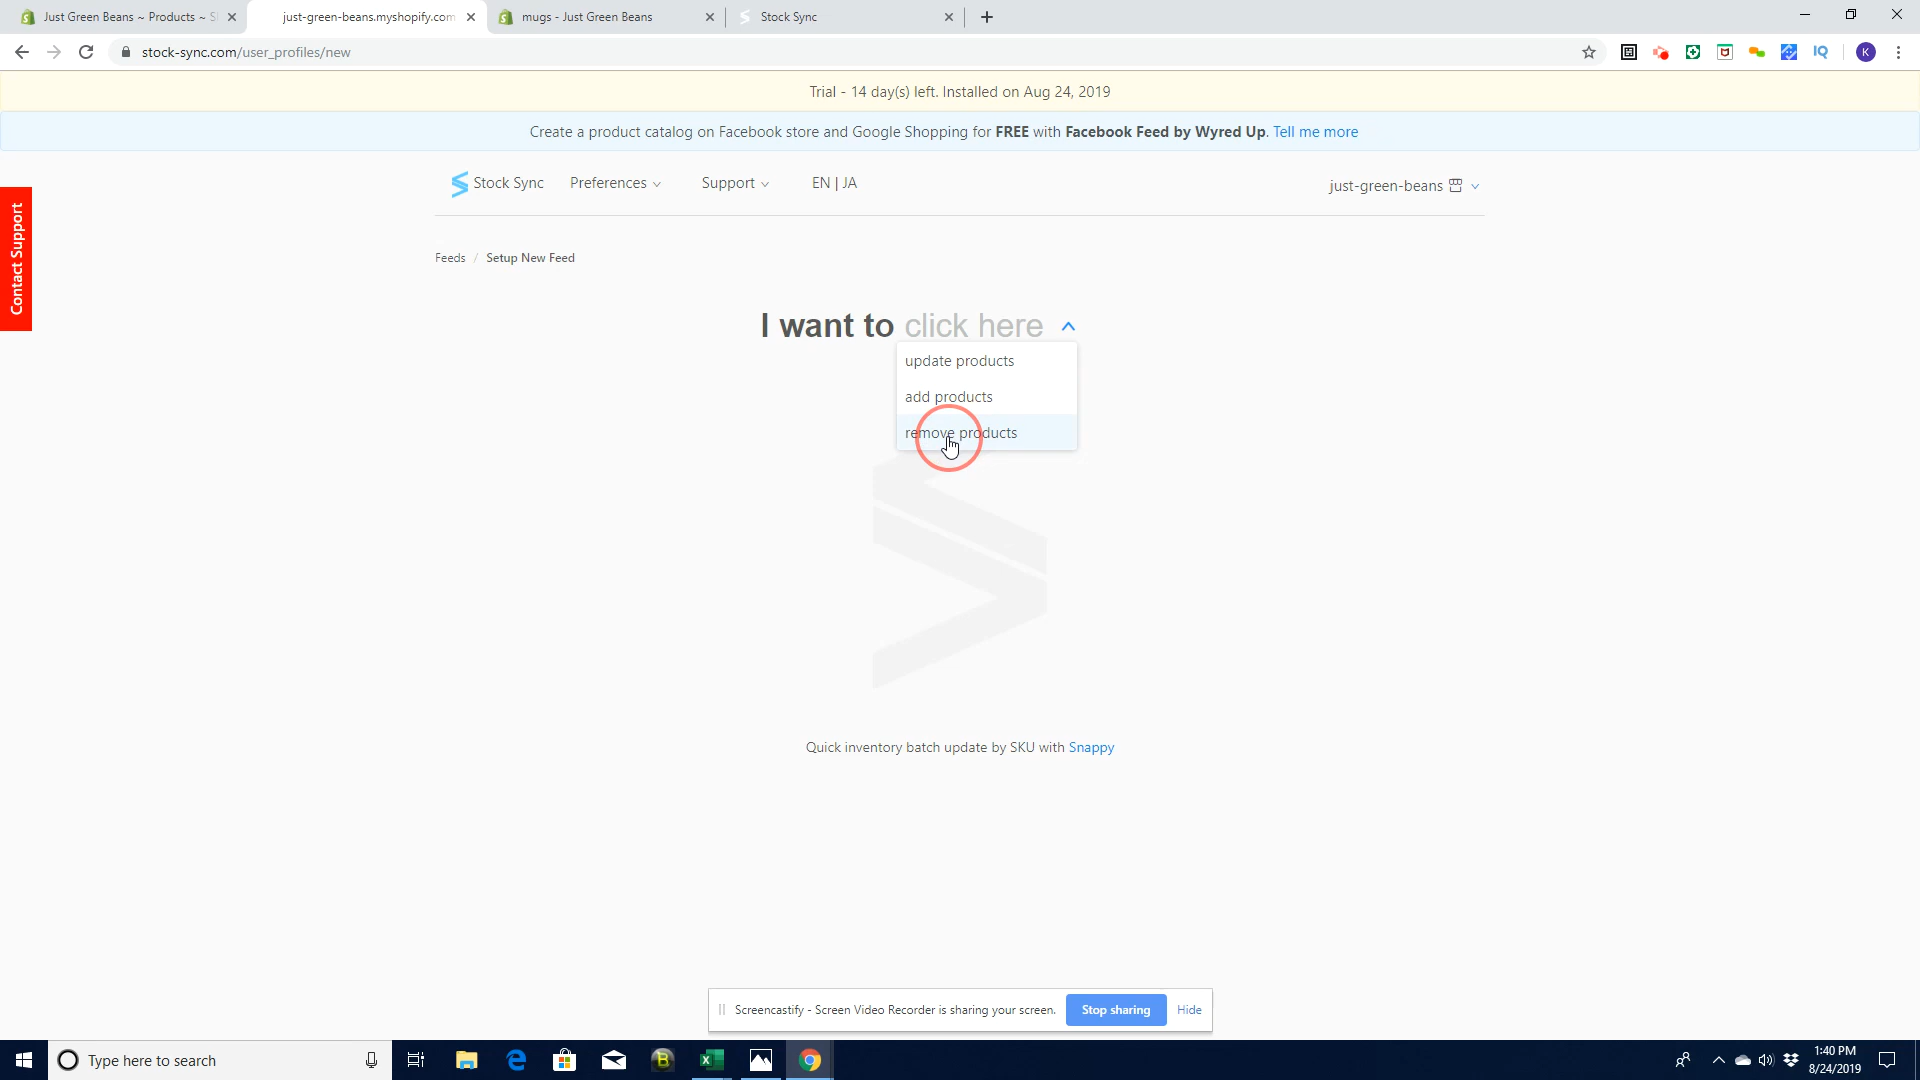 Just Green Beans ~ Products ~ S
just-green-beans.myshopify.com
mugs - Just Green Beans
Stock Sync
stock-sync.com/user_profiles/new
IQ
K
Trial - 14 day(s) left. Installed on Aug 24, 2019
Create a product catalog on Facebook store and Google Shopping for FREE with Facebook Feed by Wyred Up. Tell me more
Stock Sync
Preferences
Support
EN | JA
just-green-beans
Contact Support
Feeds / Setup New Feed
I want to click here
update products
add products
remove products
Quick inventory batch update by SKU with Snappy
Screencastify - Screen Video Recorder is sharing your screen.
Stop sharing
Hide
Type here to search
1:40 PM
8/24/2019